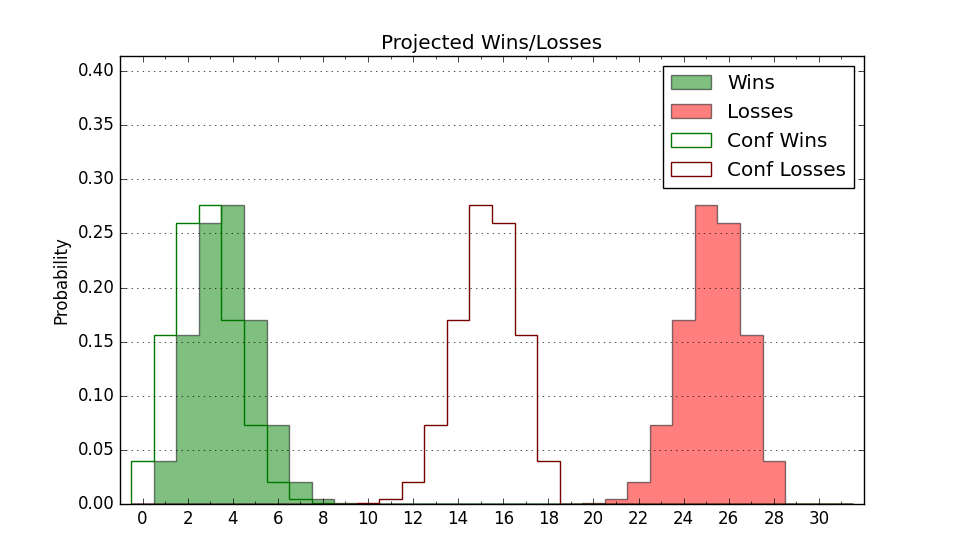 Projected Wins/Losses
0.40
0.35
0.30
0.25
0.20
0.15
0.10
0.05
0.00
Probability
Wins
Losses
Conf Wins
Conf Losses
0 2 4 6 8 10 12 14 16 18 20 22 24 26 28 30